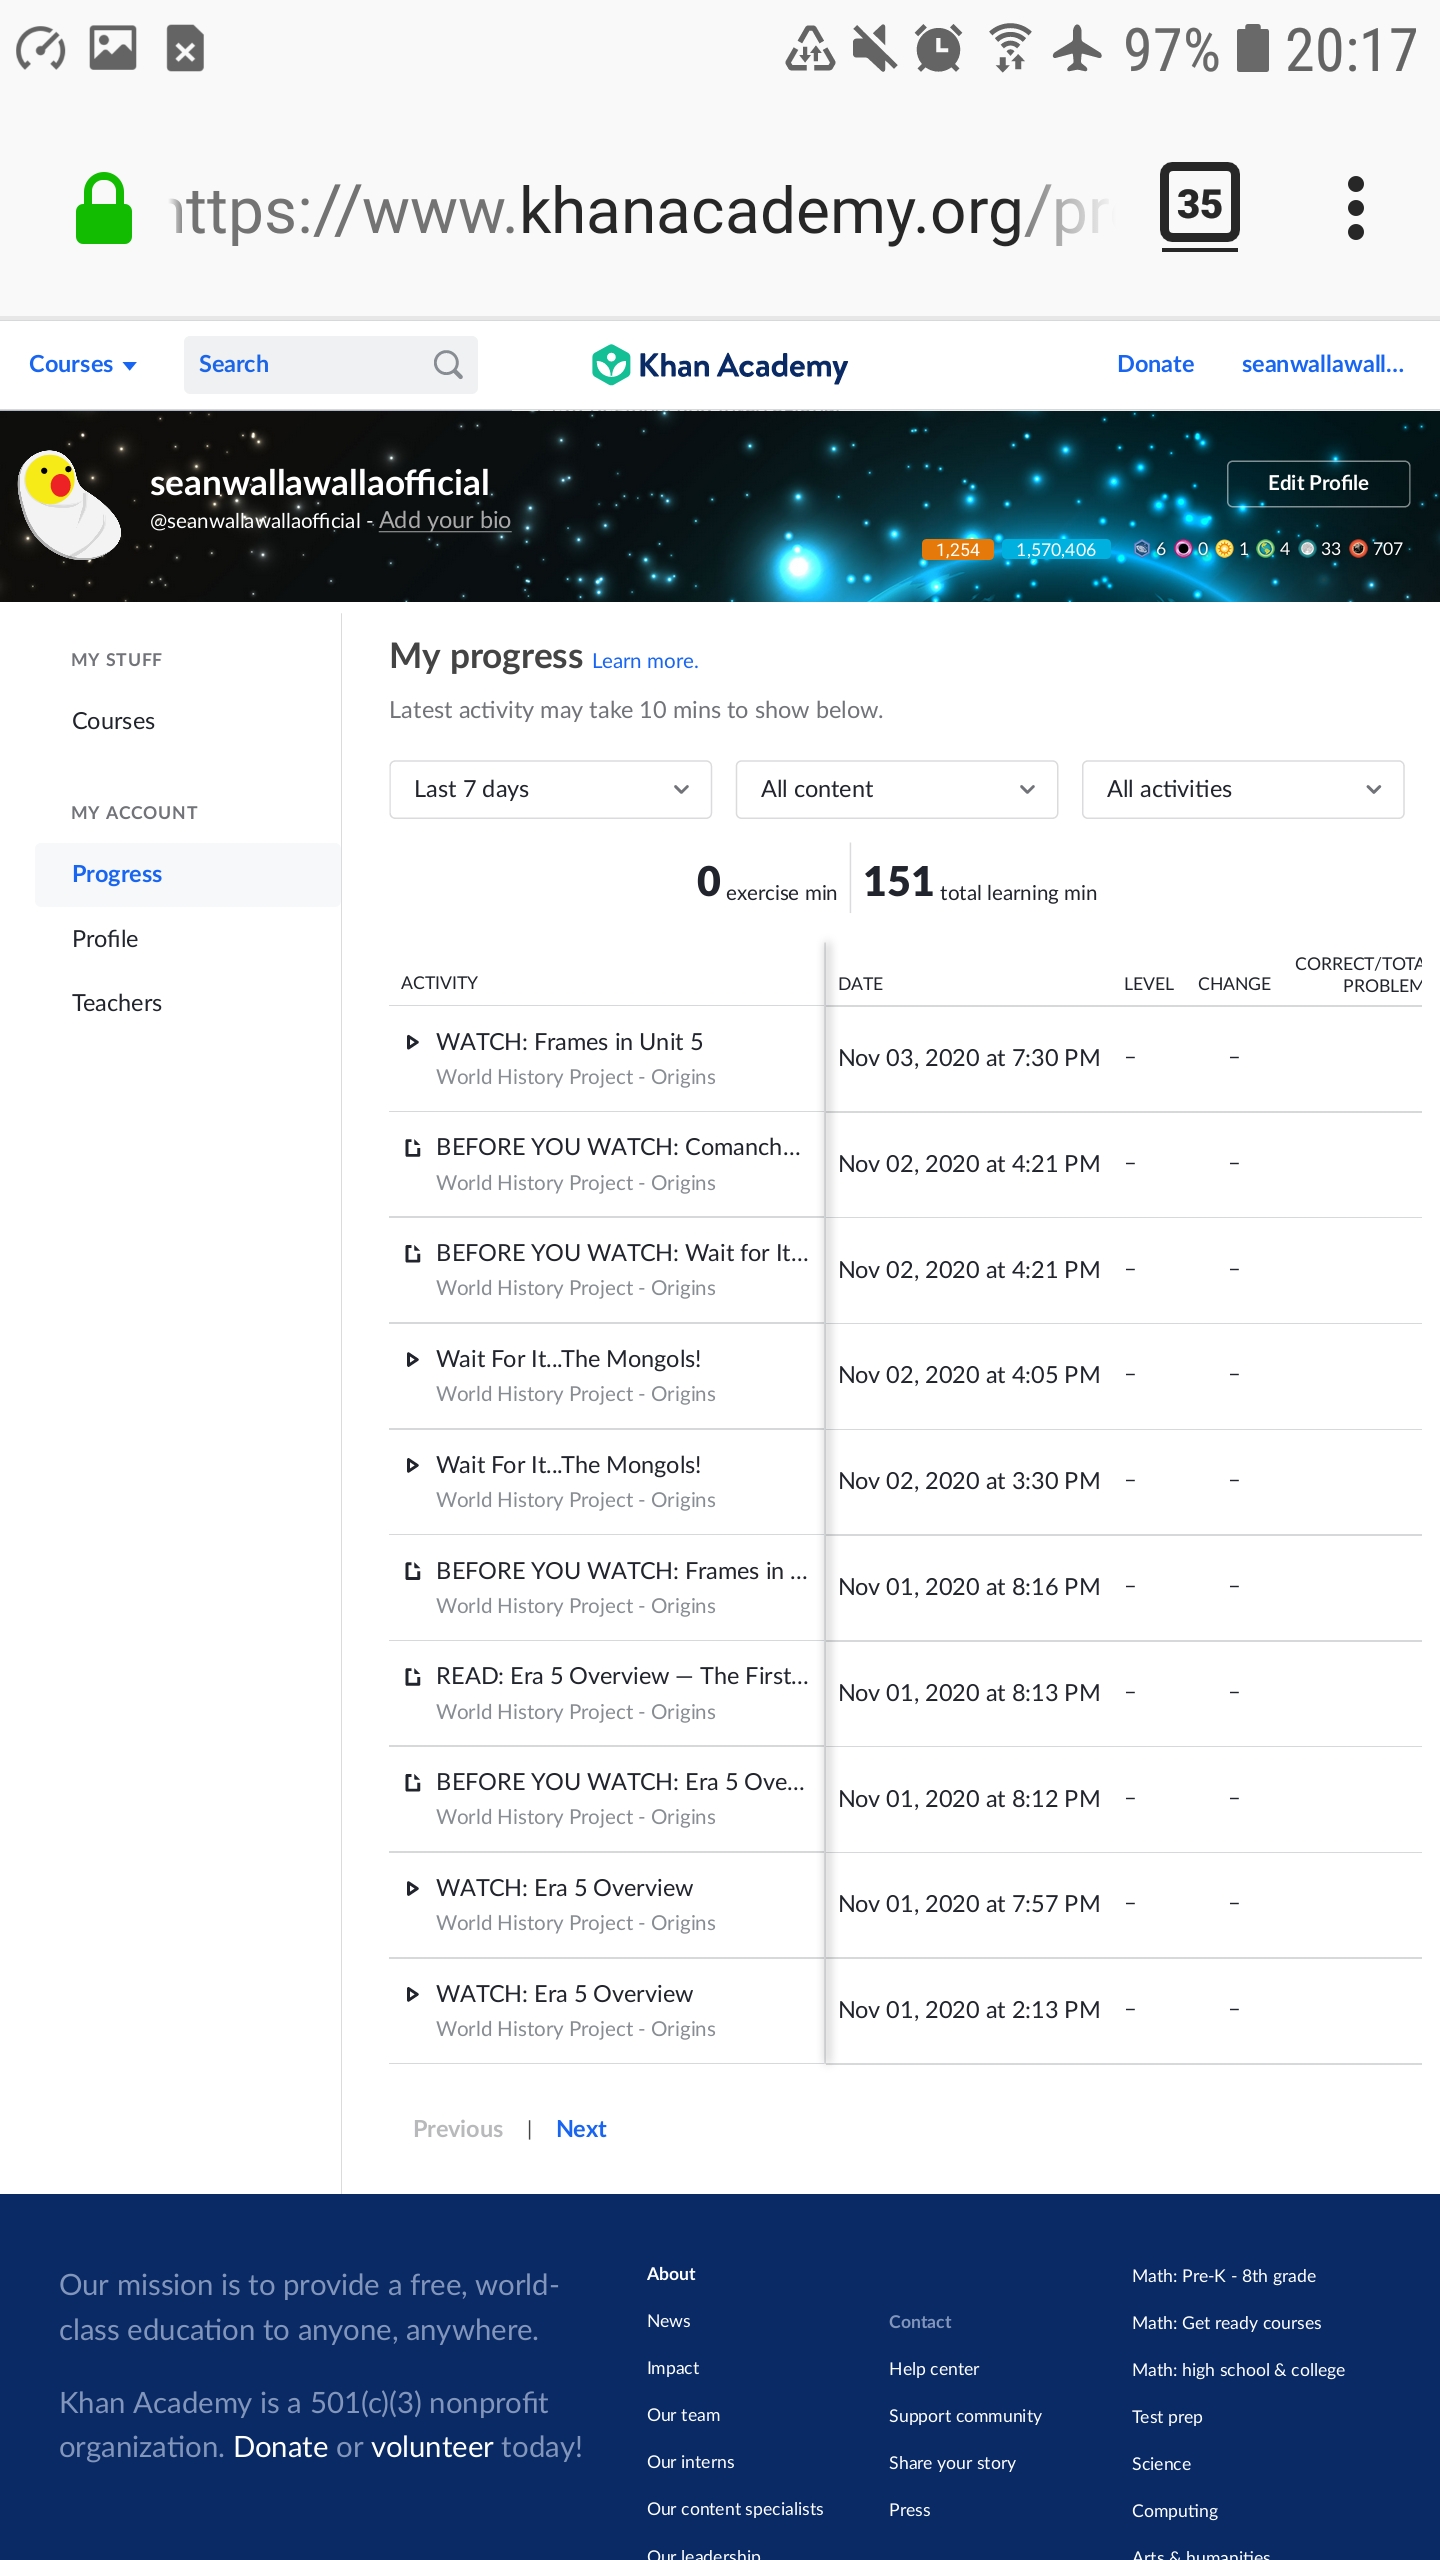 97% 20:17
https://www.khanacademy.org/pr
35
Courses
Search
Khan Academy
Donate
seanwallawall...
seanwallawallaofficial
@seanwallawallaofficial - Add your bio
Edit Profile
1,254 1,570,406 6 0 1 4 33 707
MY STUFF
Courses
MY ACCOUNT
Progress
Profile
Teachers
My progress Learn more.
Latest activity may take 10 mins to show below.
Last 7 days
All content
All activities
0 exercise min
151 total learning min
ACTIVITY DATE LEVEL CHANGE CORRECT/TOTA
PROBLEM
WATCH: Frames in Unit 5
World History Project - Origins
Nov 03, 2020 at 7:30 PM – –
BEFORE YOU WATCH: Comanch...
World History Project - Origins
Nov 02, 2020 at 4:21 PM – –
BEFORE YOU WATCH: Wait for It...
World History Project - Origins
Nov 02, 2020 at 4:21 PM – –
Wait For It...The Mongols!
World History Project - Origins
Nov 02, 2020 at 4:05 PM – –
Wait For It...The Mongols!
World History Project - Origins
Nov 02, 2020 at 3:30 PM – –
BEFORE YOU WATCH: Frames in ...
World History Project - Origins
Nov 01, 2020 at 8:16 PM – –
READ: Era 5 Overview — The First...
World History Project - Origins
Nov 01, 2020 at 8:13 PM – –
BEFORE YOU WATCH: Era 5 Ove...
World History Project - Origins
Nov 01, 2020 at 8:12 PM – –
WATCH: Era 5 Overview
World History Project - Origins
Nov 01, 2020 at 7:57 PM – –
WATCH: Era 5 Overview
World History Project - Origins
Nov 01, 2020 at 2:13 PM – –
Previous | Next
Our mission is to provide a free, world-
class education to anyone, anywhere.
Khan Academy is a 501(c)(3) nonprofit
organization. Donate or volunteer today!
About
News
Impact
Our team
Our interns
Our content specialists
Our leadership
Contact
Help center
Support community
Share your story
Press
Math: Pre-K - 8th grade
Math: Get ready courses
Math: high school & college
Test prep
Science
Computing
Arts & humanities